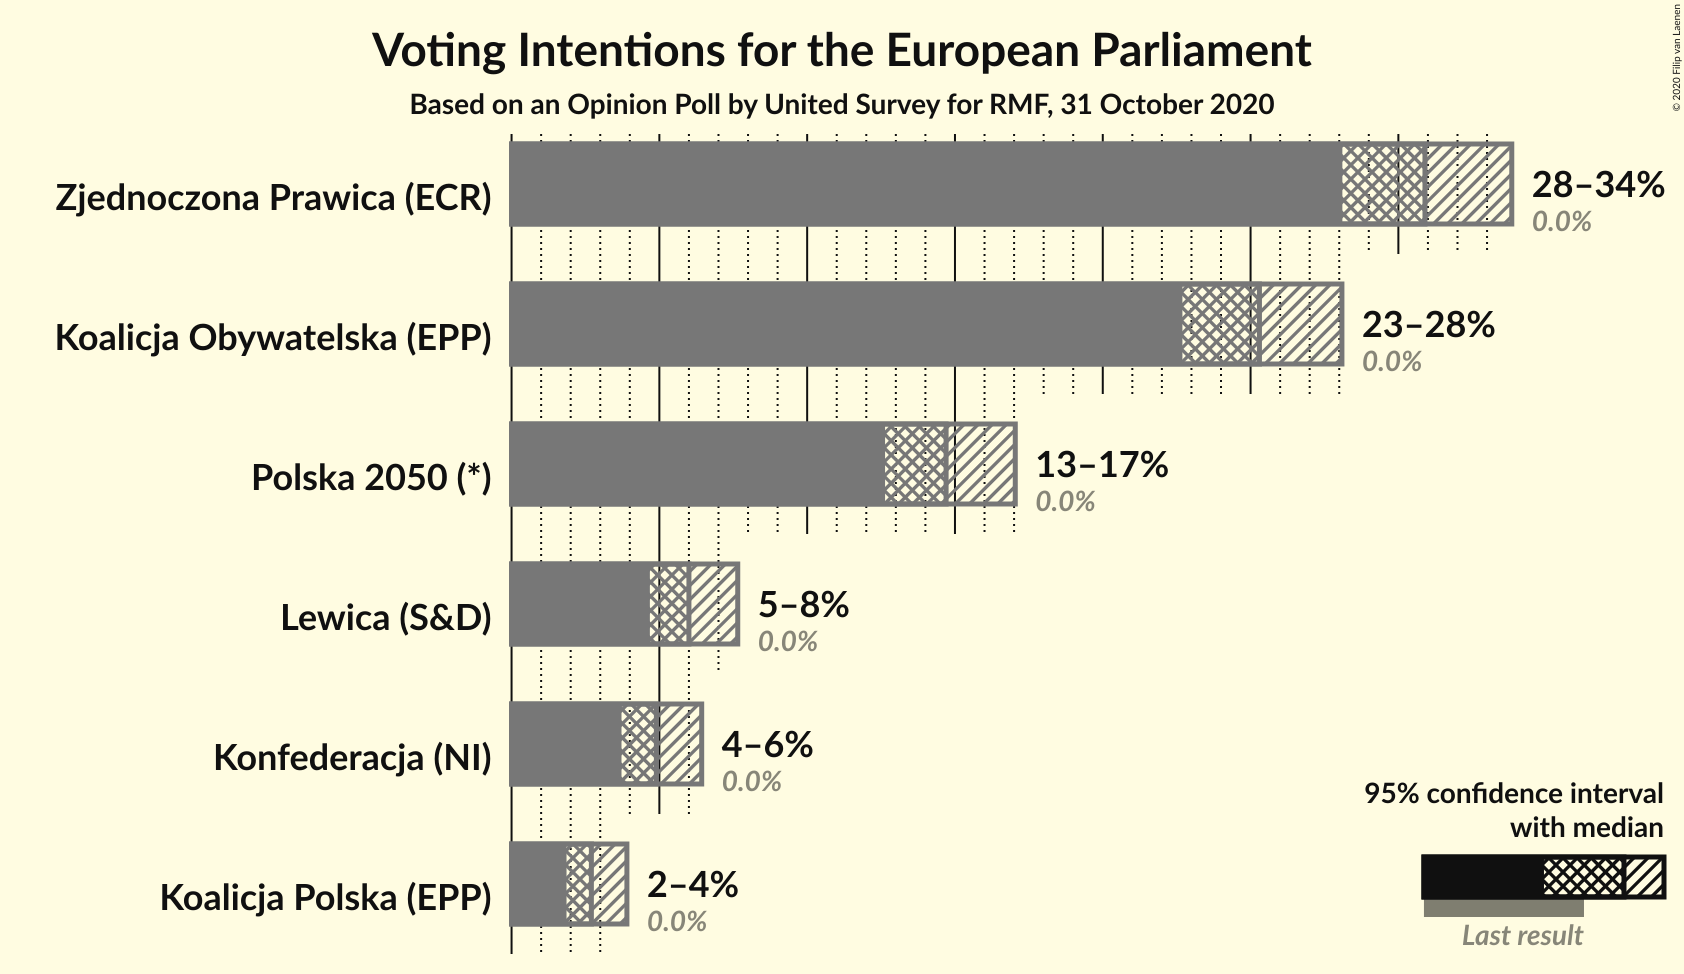 Voting Intentions for the European Parliament
Based on an Opinion Poll by United Survey for RMF, 31 October 2020
© 2020 Filip van Laenen
Zjednoczona Prawica (ECR)
28–34%
0.0%
Koalicja Obywatelska (EPP)
23–28%
0.0%
Polska 2050 (*)
13–17%
0.0%
Lewica (S&D)
5–8%
0.0%
Konfederacja (NI)
4–6%
0.0%
Koalicja Polska (EPP)
2–4%
0.0%
95% confidence interval
with median
Last result